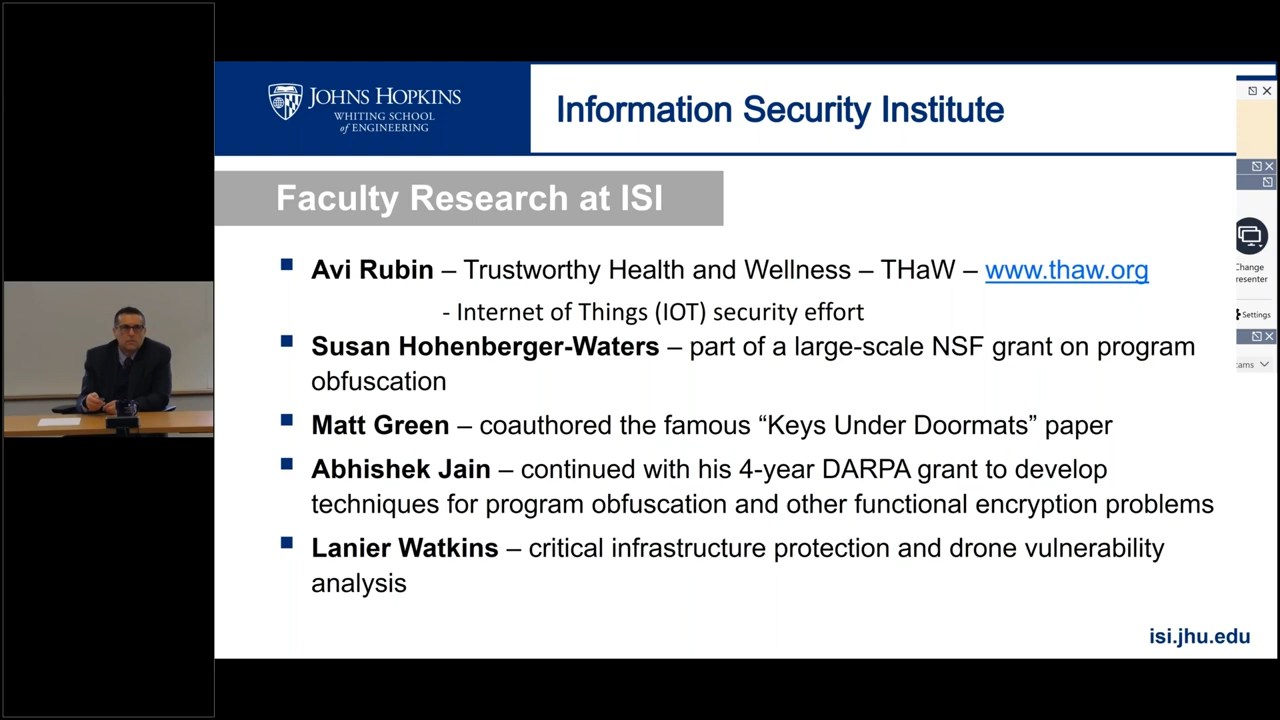 JOHNS HOPKINS
WHITING SCHOOL
of ENGINEERING
Information Security Institute
Faculty Research at ISI
Avi Rubin – Trustworthy Health and Wellness – THaW – www.thaw.org
- Internet of Things (IOT) security effort
Susan Hohenberger-Waters – part of a large-scale NSF grant on program
obfuscation
Matt Green – coauthored the famous “Keys Under Doormats” paper
Abhishek Jain – continued with his 4-year DARPA grant to develop
techniques for program obfuscation and other functional encryption problems
Lanier Watkins – critical infrastructure protection and drone vulnerability
analysis
isi.jhu.edu
Change
Settings